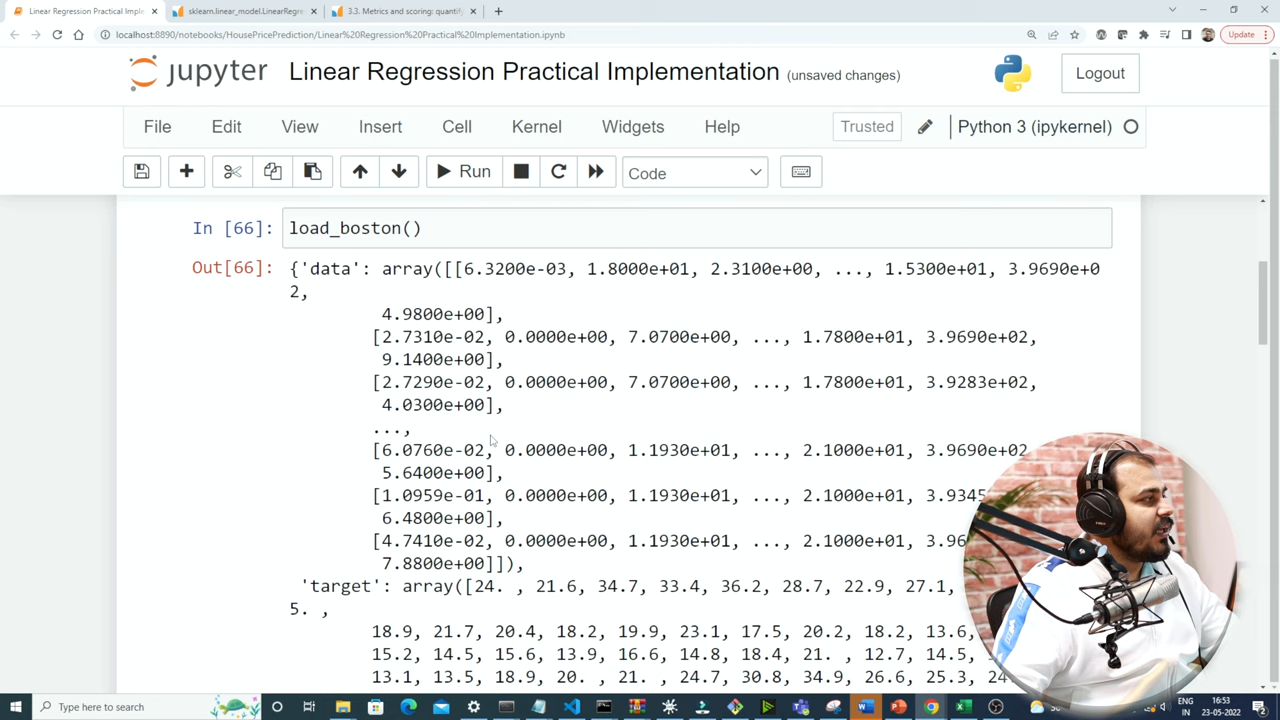 Linear Regression Practical Imple
sklearn.linear_model.LinearRegre
3.3. Metrics and scoring: quantify
localhost:8890/notebooks/HousePricePrediction/Linear%20Regression%20Practical%20Implementation.ipynb
Update
jupyter Linear Regression Practical Implementation (unsaved changes)
Logout
File Edit View Insert Cell Kernel Widgets Help
Trusted
Python 3 (ipykernel)
Run
Code
In [66]: load_boston()
Out[66]: {'data': array([[6.3200e-03, 1.8000e+01, 2.3100e+00, ..., 1.5300e+01, 3.9690e+0
2,
4.9800e+00],
[2.7310e-02, 0.0000e+00, 7.0700e+00, ..., 1.7800e+01, 3.9690e+02,
9.1400e+00],
[2.7290e-02, 0.0000e+00, 7.0700e+00, ..., 1.7800e+01, 3.9283e+02,
4.0300e+00],
...,
[6.0760e-02, 0.0000e+00, 1.1930e+01, ..., 2.1000e+01, 3.9690e+02,
5.6400e+00],
[1.0959e-01, 0.0000e+00, 1.1930e+01, ..., 2.1000e+01, 3.9345
6.4800e+00],
[4.7410e-02, 0.0000e+00, 1.1930e+01, ..., 2.1000e+01, 3.96
7.8800e+00]]),
'target': array([24. , 21.6, 34.7, 33.4, 36.2, 28.7, 22.9, 27.1,
5. ,
18.9, 21.7, 20.4, 18.2, 19.9, 23.1, 17.5, 20.2, 18.2, 13.6,
15.2, 14.5, 15.6, 13.9, 16.6, 14.8, 18.4, 21. , 12.7, 14.5,
13.1, 13.5, 18.9, 20. , 21. , 24.7, 30.8, 34.9, 26.6, 25.3, 24
Type here to search
ENG
IN
16:53
23-05-2022